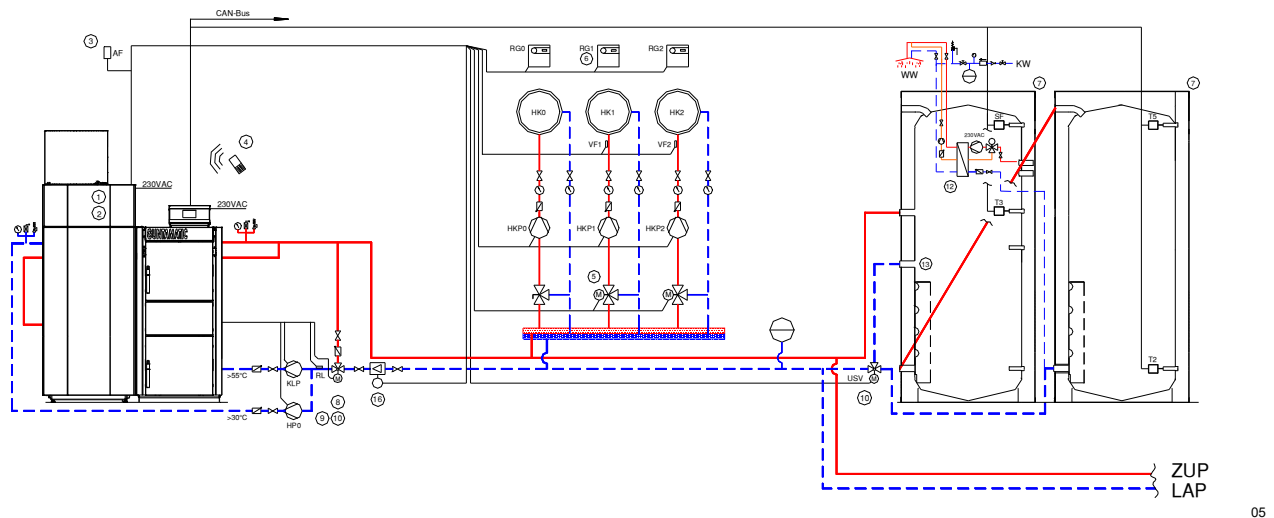 CAN-Bus
3
AF
RG0
RG1
RG2
6
WW
KW
7
7
HK0
HK1
HK2
SF
T5
230VAC
VF1
VF2
4
12
1
2
230VAC
230VAC
T3
GUNTAMATIC
HKP0
HKP1
HKP2
13
5
M
M
>55°C
KLP
RL
M
USV
M
T2
8
16
10
>30°C
HP0
9
10
ZUP
LAP
05